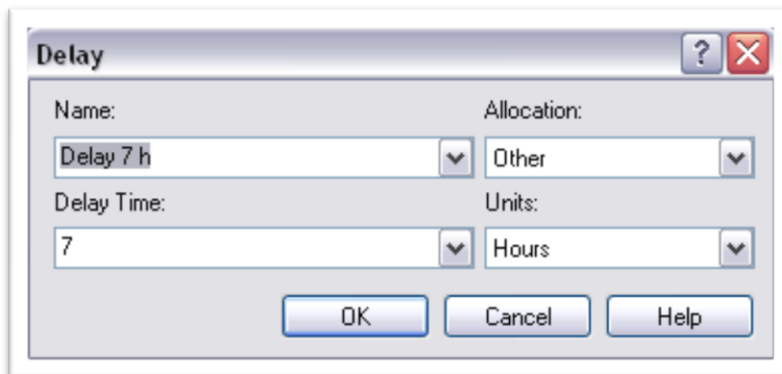 Delay
?
Name: Allocation:
Delay 7 h Other
Delay Time: Units:
7 Hours
OK Cancel Help